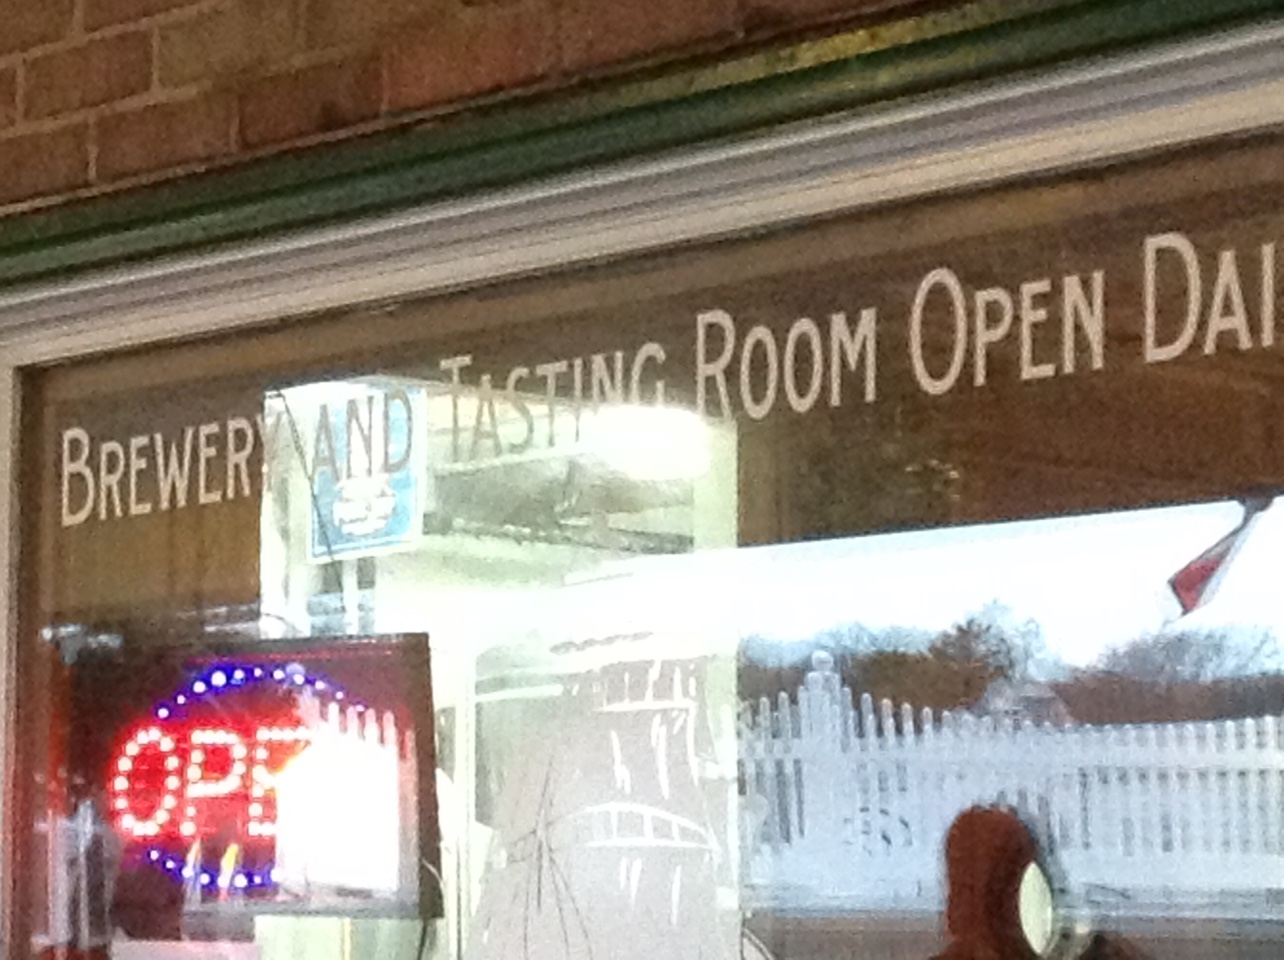 Brewery and Tasting Room Open Dai
OPE